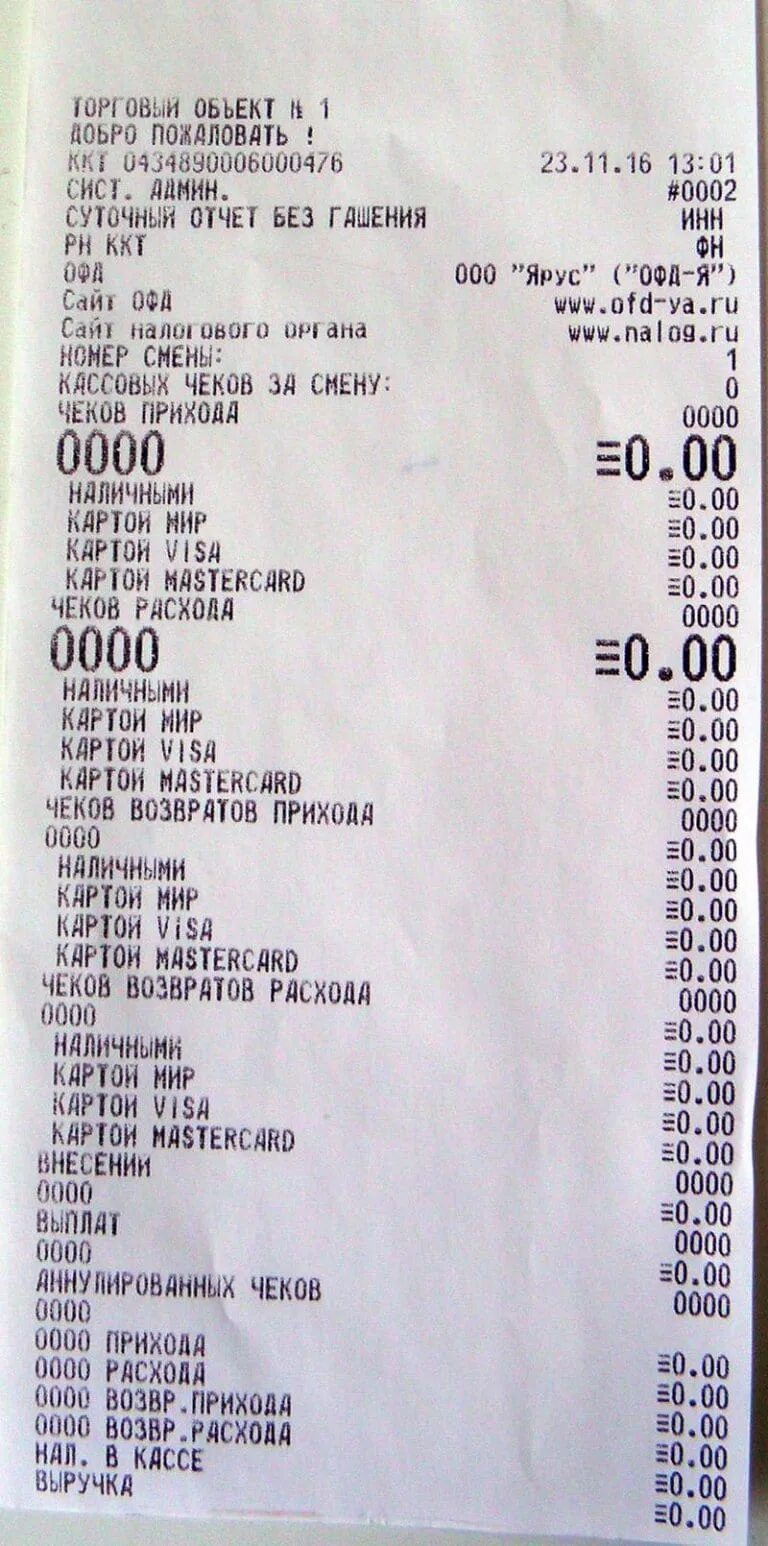 ТОРГОВЫЙ ОБЪЕКТ № 1
ДОБРО ПОЖАЛОВАТЬ !
ККТ 0434890006000476 23.11.16 13:01
СИСТ. АДМИН. #0002
СУТОЧНЫЙ ОТЧЕТ БЕЗ ГАШЕНИЯ ИНН
РН ККТ ФН
ОФД ООО "Ярус" ("ОФД-Я")
Сайт ОФД www.ofd-ya.ru
Сайт налогового органа www.nalog.ru
НОМЕР СМЕНЫ: 1
КАССОВЫХ ЧЕКОВ ЗА СМЕНУ: 0
ЧЕКОВ ПРИХОДА 0000
0000 ≡0.00
НАЛИЧНЫМИ ≡0.00
КАРТОЙ МИР ≡0.00
КАРТОЙ VISA ≡0.00
КАРТОЙ MASTERCARD ≡0.00
ЧЕКОВ РАСХОДА 0000
0000 ≡0.00
НАЛИЧНЫМИ ≡0.00
КАРТОЙ МИР ≡0.00
КАРТОЙ VISA ≡0.00
КАРТОЙ MASTERCARD ≡0.00
ЧЕКОВ ВОЗВРАТОВ ПРИХОДА 0000
0000 ≡0.00
НАЛИЧНЫМИ ≡0.00
КАРТОЙ МИР ≡0.00
КАРТОЙ VISA ≡0.00
КАРТОЙ MASTERCARD ≡0.00
ЧЕКОВ ВОЗВРАТОВ РАСХОДА 0000
0000 ≡0.00
НАЛИЧНЫМИ ≡0.00
КАРТОЙ МИР ≡0.00
КАРТОЙ VISA ≡0.00
КАРТОЙ MASTERCARD ≡0.00
ВНЕСЕНИЙ 0000
0000 ≡0.00
ВЫПЛАТ 0000
0000 ≡0.00
АННУЛИРОВАННЫХ ЧЕКОВ 0000
0000
0000 ПРИХОДА ≡0.00
0000 РАСХОДА ≡0.00
0000 ВОЗВР.ПРИХОДА ≡0.00
0000 ВОЗВР.РАСХОДА ≡0.00
НАЛ. В КАССЕ ≡0.00
ВЫРУЧКА ≡0.00